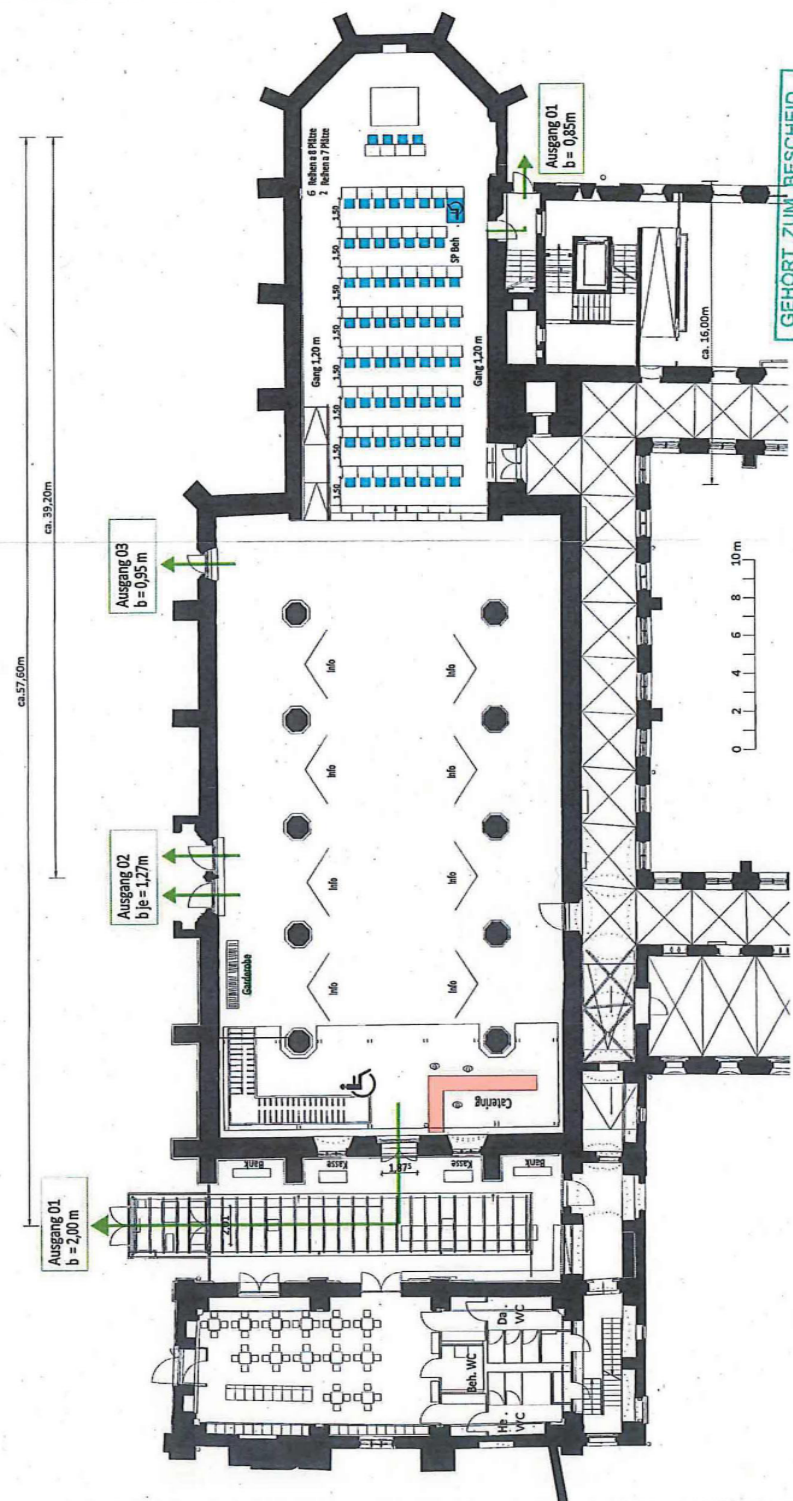 ca.57,60m
ca. 39,20m
6 Reihen a 8 Plätze
2 Reihen a 7 Plätze
1,50
1,50
1,50
1,50
1,50
1,50
1,50
1,50
SP Beh
Gang 1,20 m
Gang 1,20 m
Ausgang 01
b = 0,85m
GEHÖRT ZUM BESCHEID
ca. 16,00m
Ausgang 03
b = 0,95 m
Info
Info
Info
Info
Info
Info
Info
Info
0 2 4 6 8 10 m
Ausgang 02
b je = 1,27m
Garderobe
Catering
Bank
Kasse
1,87⁵
Kasse
Bank
Ausgang 01
b = 2,00 m
2,01
Beh. WC
Da.
WC
He.
WC